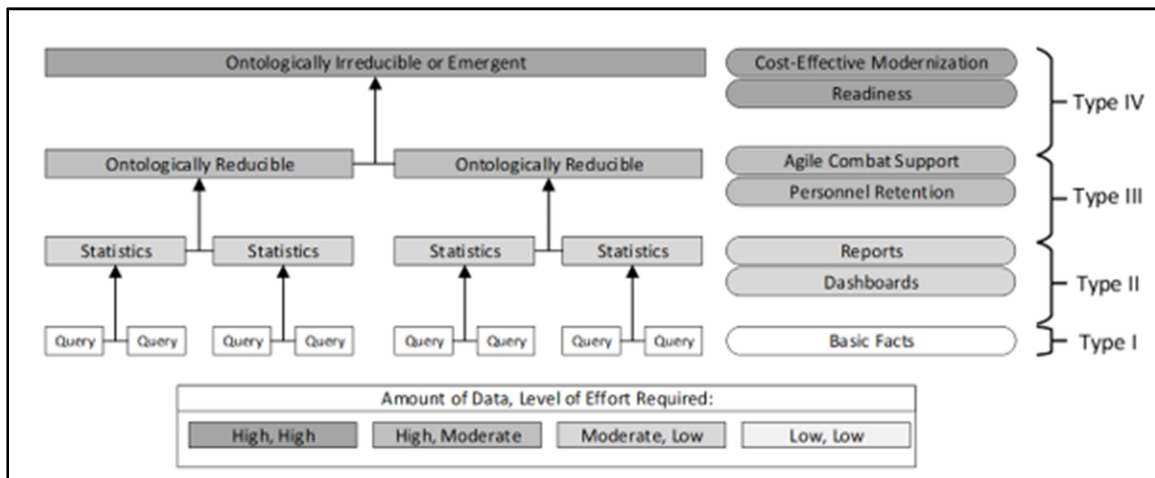 Ontologically Irreducible or Emergent
Cost-Effective Modernization
Readiness
Type IV
Ontologically Reducible
Ontologically Reducible
Agile Combat Support
Personnel Retention
Type III
Statistics
Statistics
Statistics
Statistics
Reports
Dashboards
Type II
Query
Query
Query
Query
Query
Query
Query
Query
Basic Facts
Type I
Amount of Data, Level of Effort Required:
High, High
High, Moderate
Moderate, Low
Low, Low